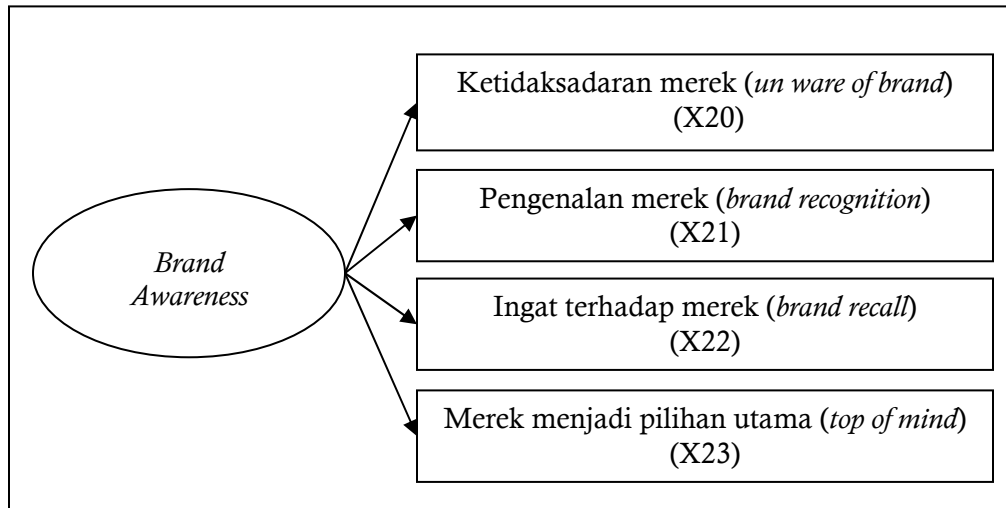 Ketidaksadaran merek (un ware of brand)
(X20)
Pengenalan merek (brand recognition)
(X21)
Brand
Awareness
Ingat terhadap merek (brand recall)
(X22)
Merek menjadi pilihan utama (top of mind)
(X23)